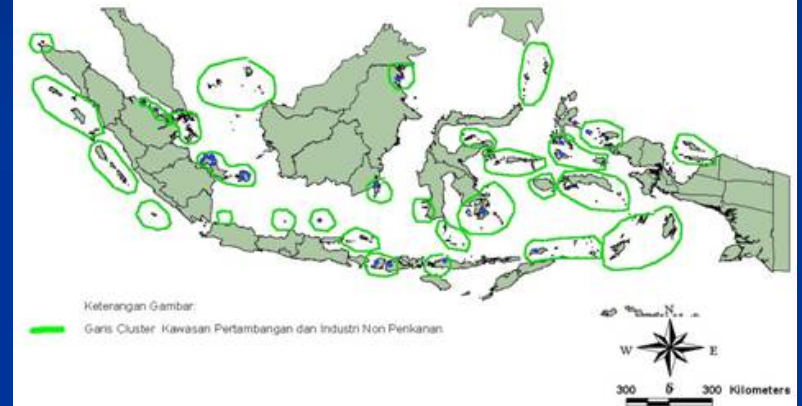 Keterangan Gambar:
Garis Cluster Kawasan Pertambangan dan Industri Non Perikanan
N
W E
S
300 0 300 Kilometers